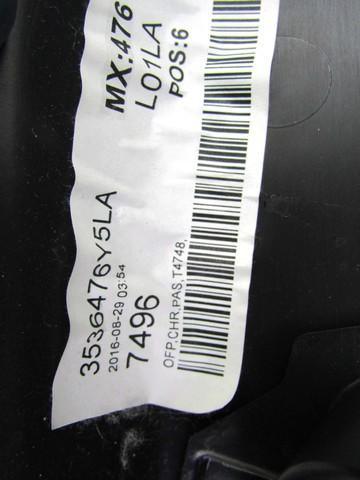 MX:476
L01LA
POS:6
3536476Y5LA
2016-08-29 03:54
7496
OFP,CHR,PAS,T4748,